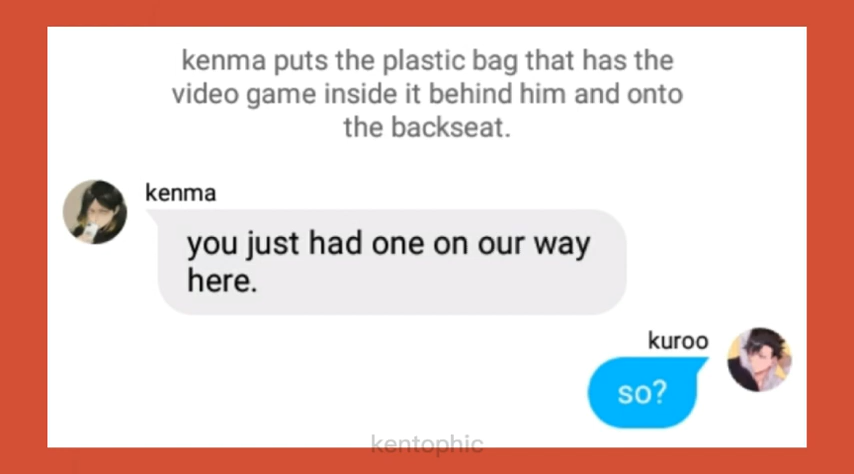 kenma puts the plastic bag that has the
video game inside it behind him and onto
the backseat.
kenma
you just had one on our way
here.
kuroo
so?
kentophic